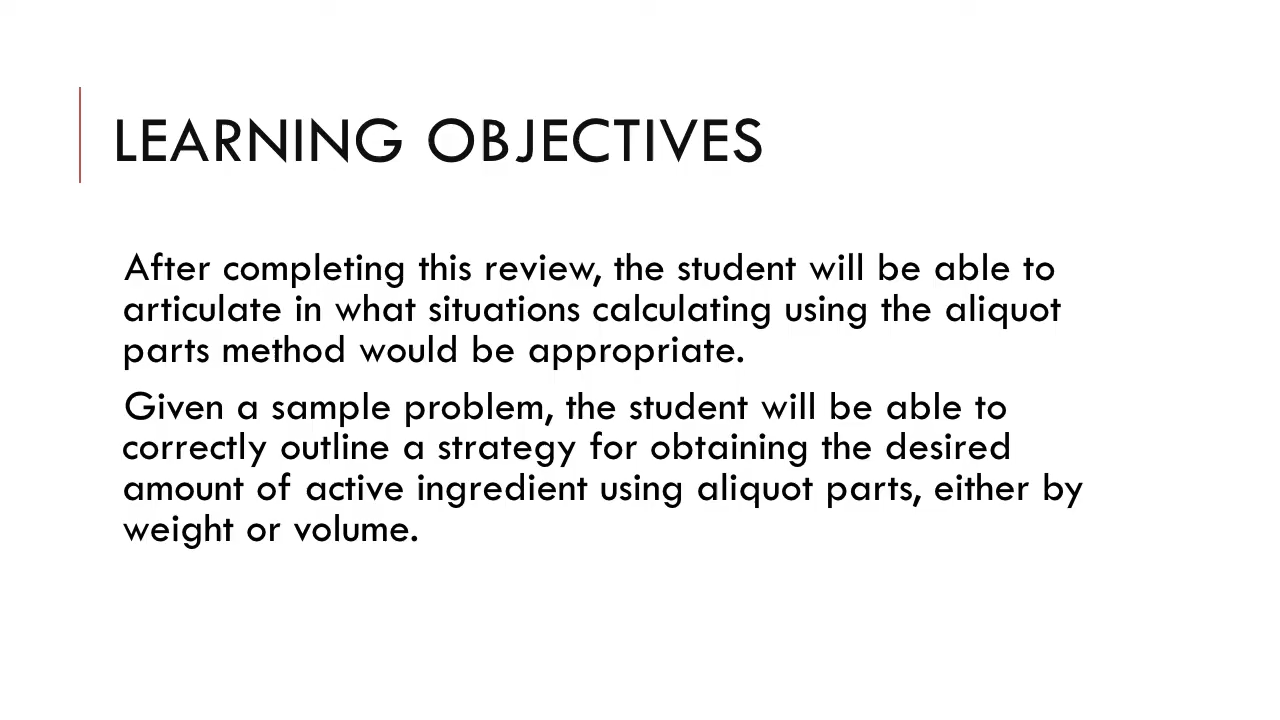 LEARNING OBJECTIVES
After completing this review, the student will be able to
articulate in what situations calculating using the aliquot
parts method would be appropriate.
Given a sample problem, the student will be able to
correctly outline a strategy for obtaining the desired
amount of active ingredient using aliquot parts, either by
weight or volume.